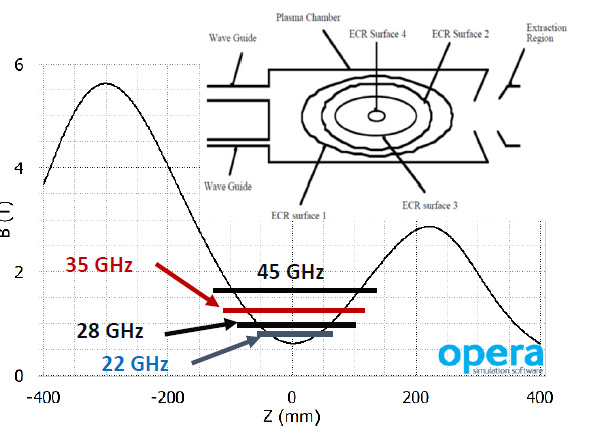 Plasma Chamber
Wave Guide
ECR Surface 4
ECR Surface 2
Extraction
Region
Wave Guide
ECR surface 1
ECR surface 3
6
4
2
0
B (T)
35 GHz
45 GHz
28 GHz
22 GHz
opera
simulation software
-400
-200
0
200
400
Z (mm)